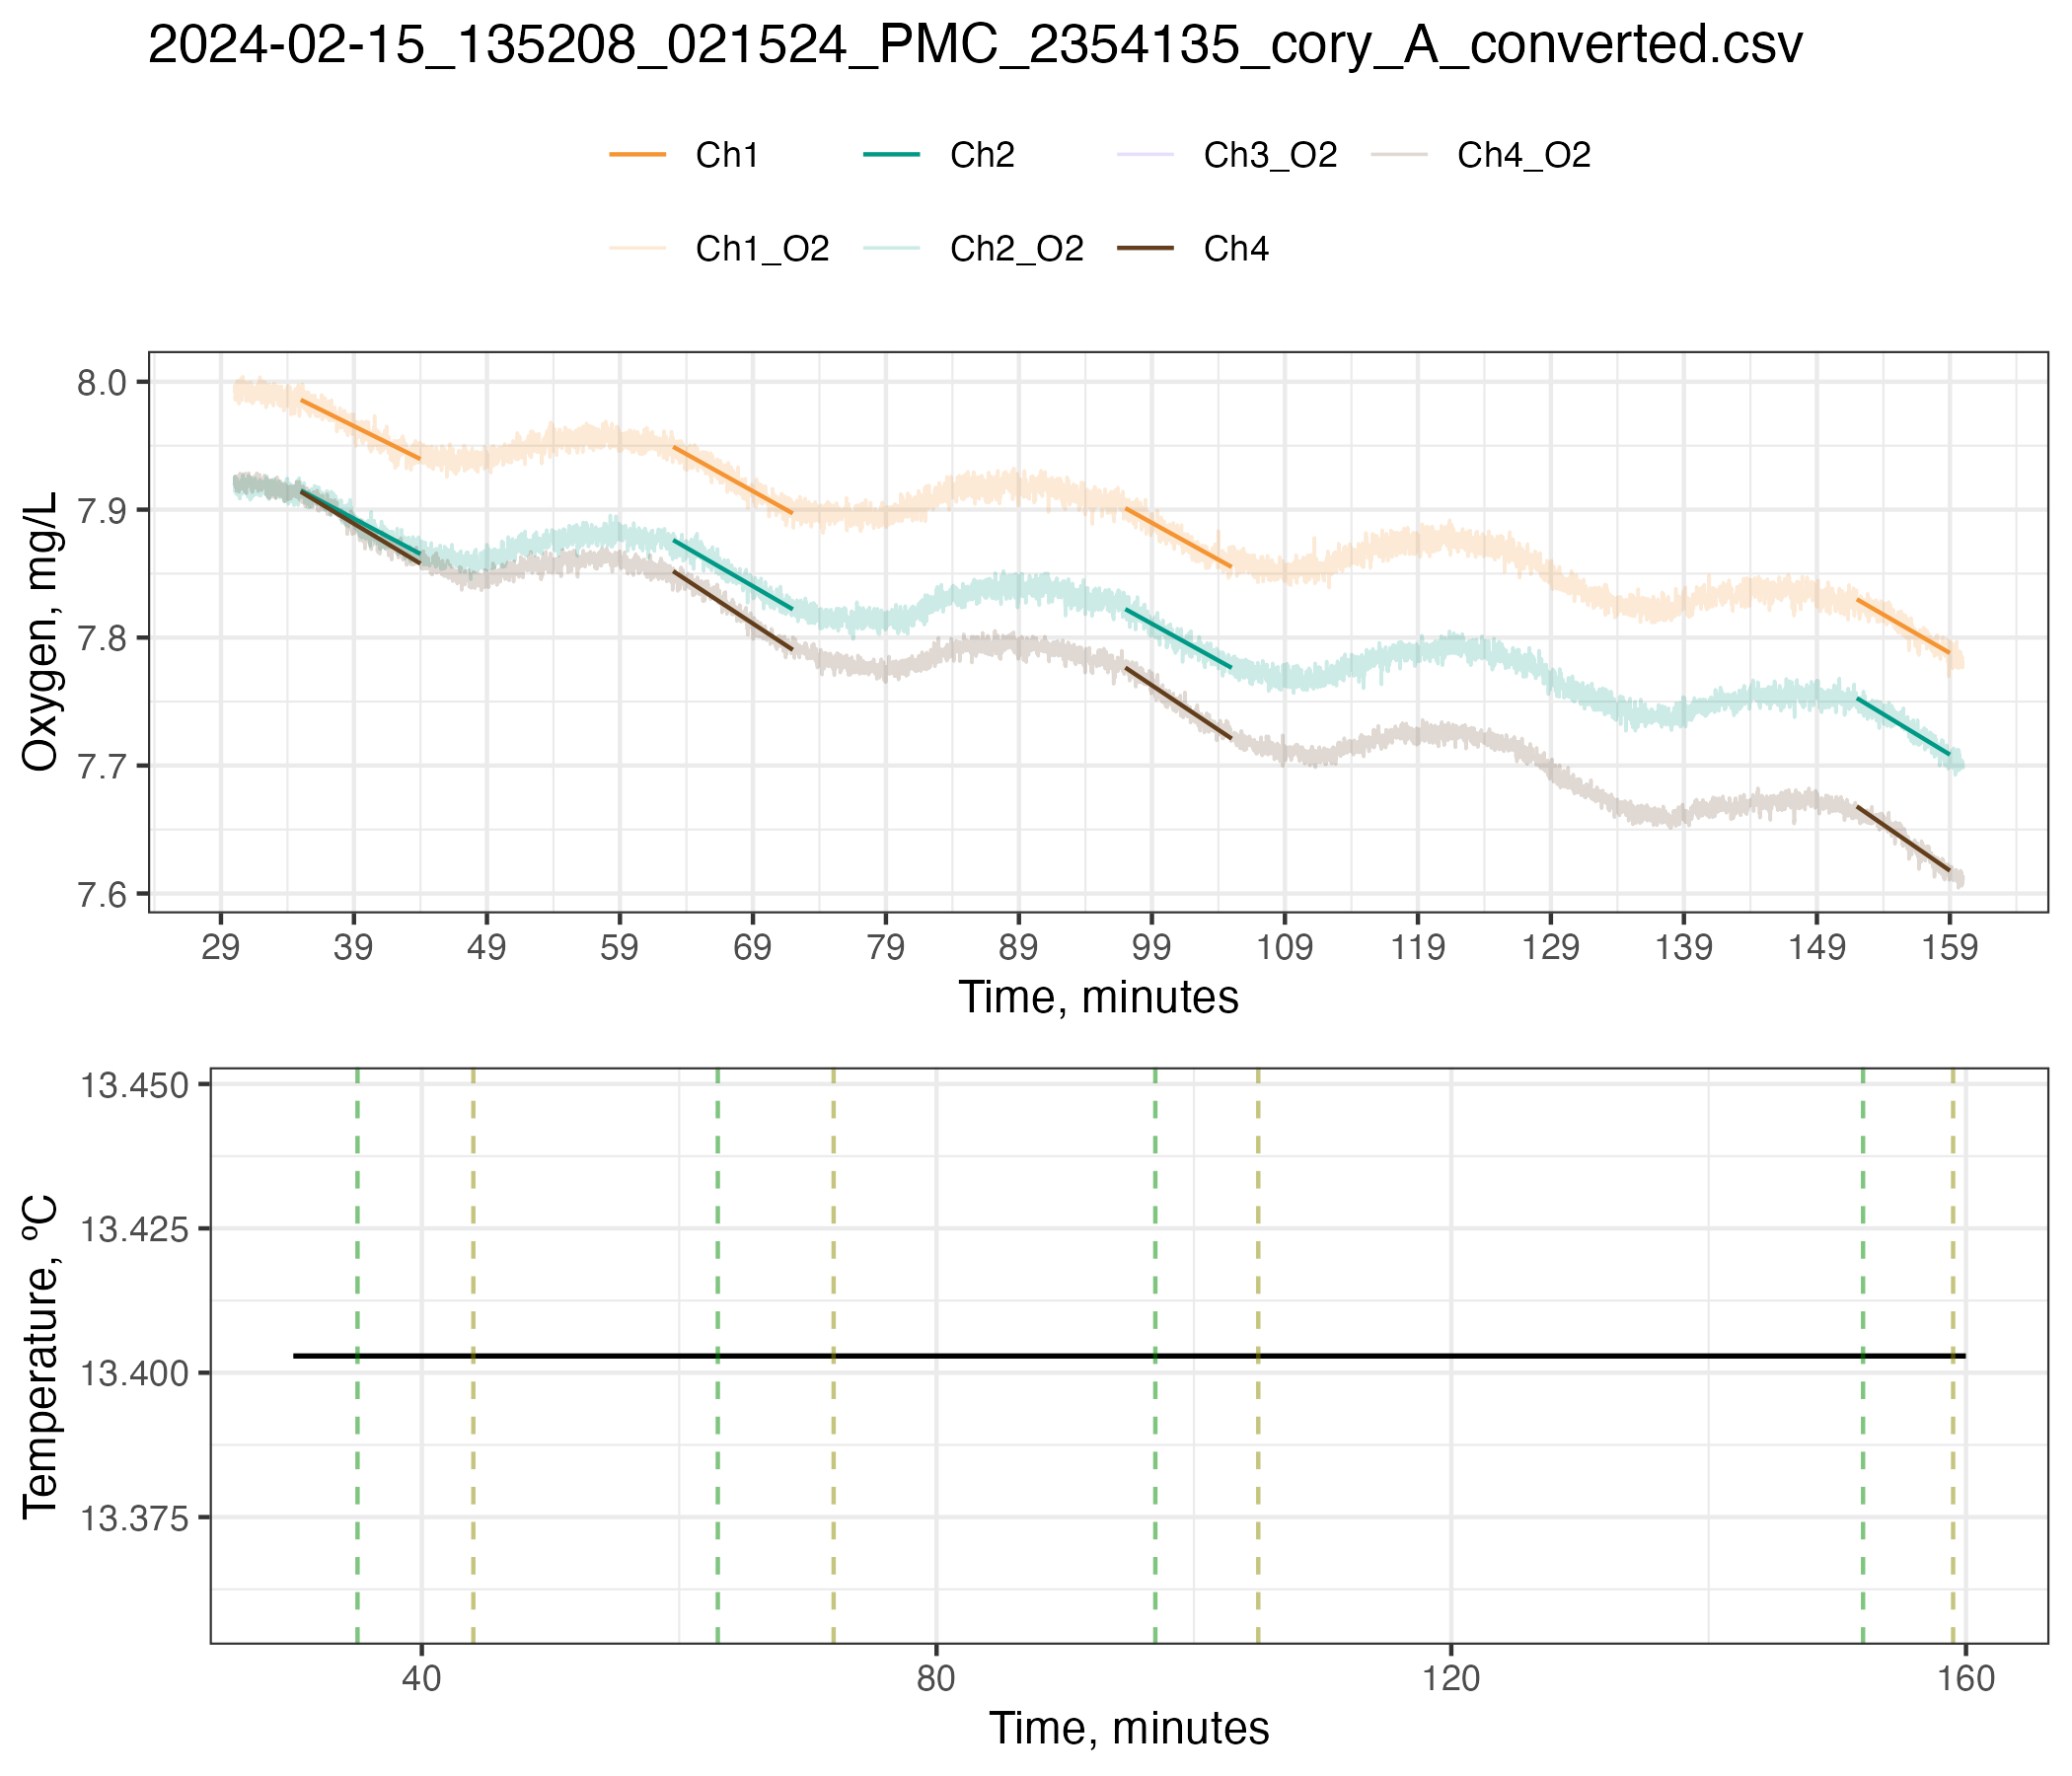 2024-02-15_135208_021524_PMC_2354135_cory_A_converted.csv
Ch1 Ch2 Ch3_O2 Ch4_O2
Ch1_O2 Ch2_O2 Ch4
8.0
7.9
7.8
7.7
7.6
Oxygen, mg/L
29 39 49 59 69 79 89 99 109 119 129 139 149 159
Time, minutes
13.450
13.425
13.400
13.375
Temperature, ºC
40 80 120 160
Time, minutes